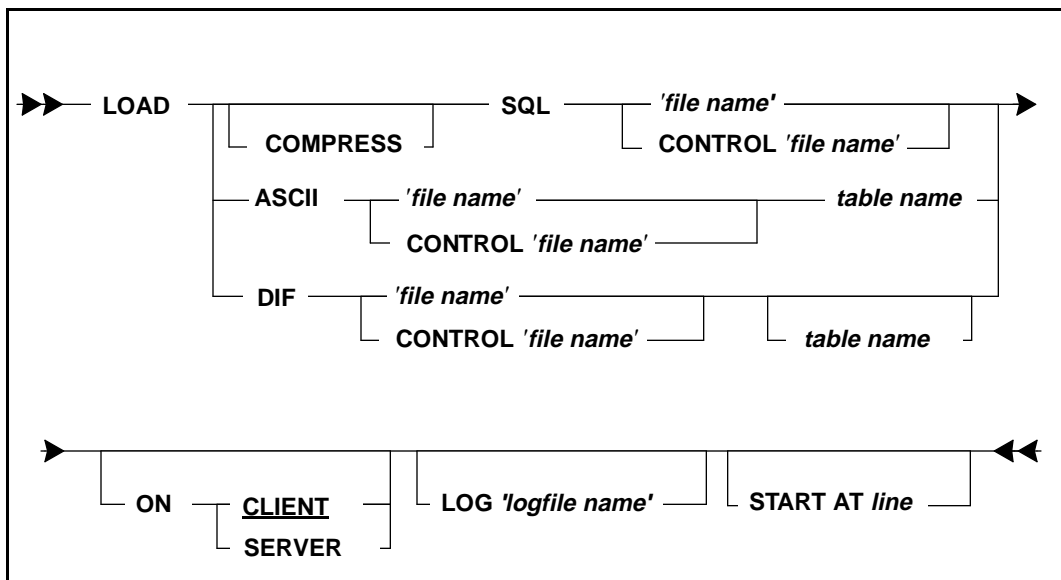 LOAD SQL 'file name'
COMPRESS CONTROL 'file name'
ASCII 'file name' table name
CONTROL 'file name'
DIF 'file name'
CONTROL 'file name' table name
ON CLIENT LOG 'logfile name' START AT line
SERVER